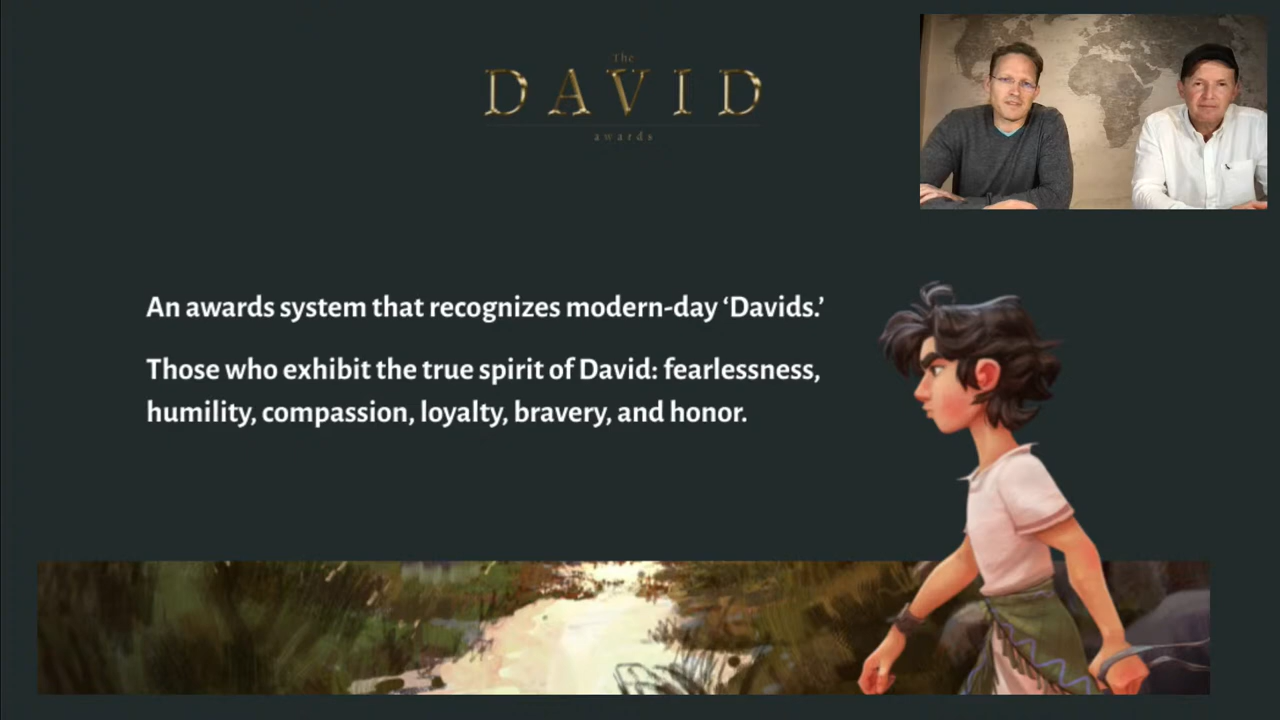 The
DAVID
awards
An awards system that recognizes modern-day ‘Davids.’
Those who exhibit the true spirit of David: fearlessness,
humility, compassion, loyalty, bravery, and honor.